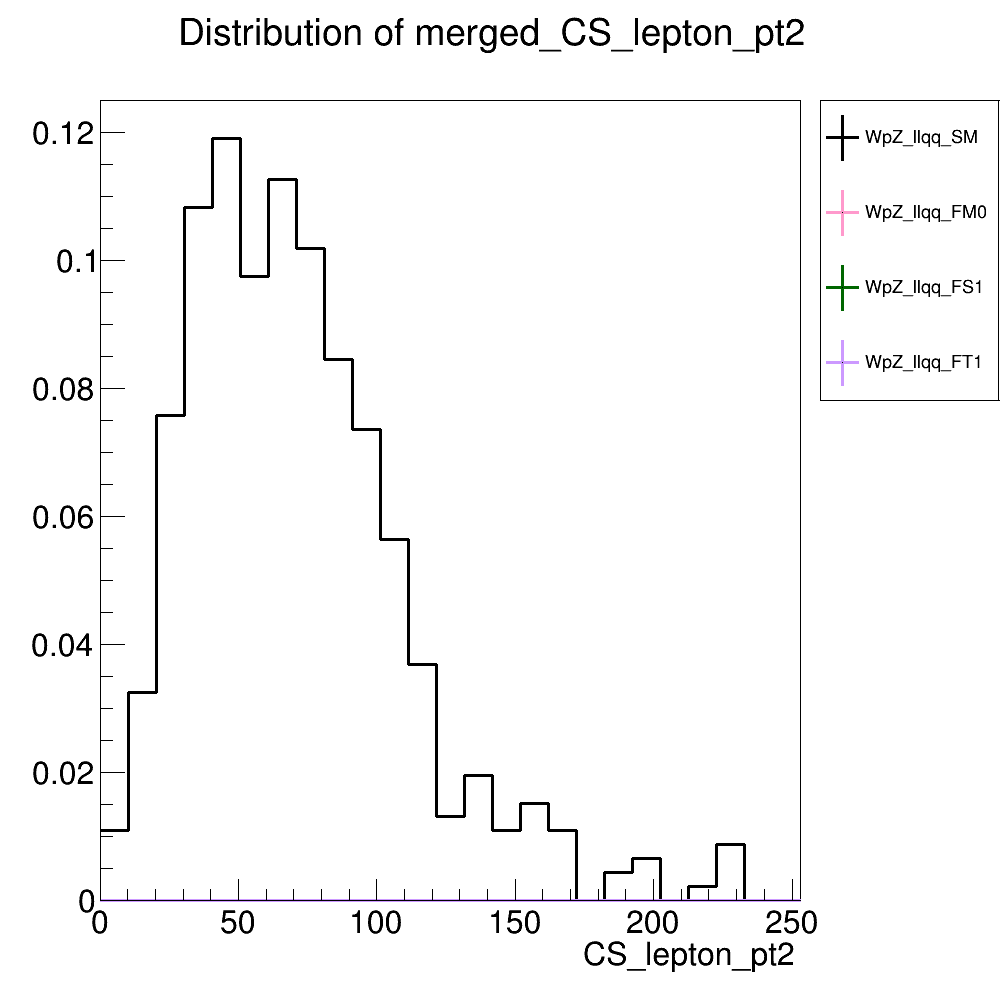 Distribution of merged_CS_lepton_pt2
0.12
0.1
0.08
0.06
0.04
0.02
0
0 50 100 150 200 250
CS_lepton_pt2
WpZ_llqq_SM
WpZ_llqq_FM0
WpZ_llqq_FS1
WpZ_llqq_FT1